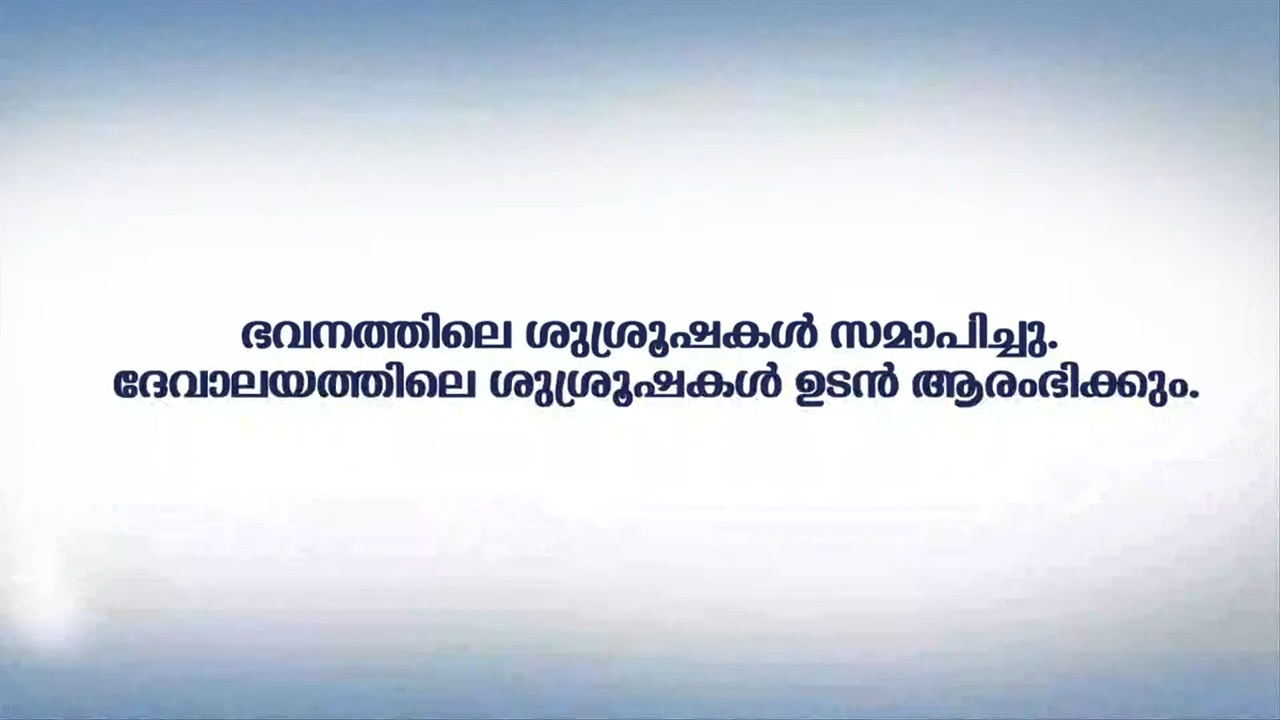 ഭവനത്തിലെ ശുശ്രൂഷകൾ സമാപിച്ചു.
ദേവാലയത്തിലെ ശുശ്രൂഷകൾ ഉടൻ ആരംഭിക്കും.